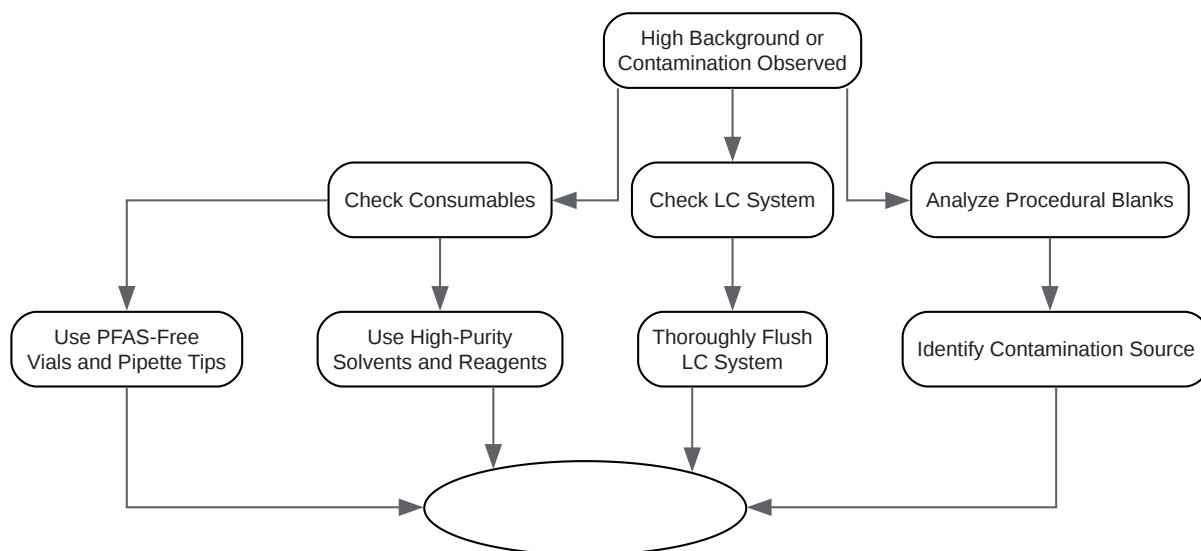 High Background or
Contamination Observed
Check Consumables
Check LC System
Analyze Procedural Blanks
Use PFAS-Free
Vials and Pipette Tips
Use High-Purity
Solvents and Reagents
Thoroughly Flush
LC System
Identify Contamination Source